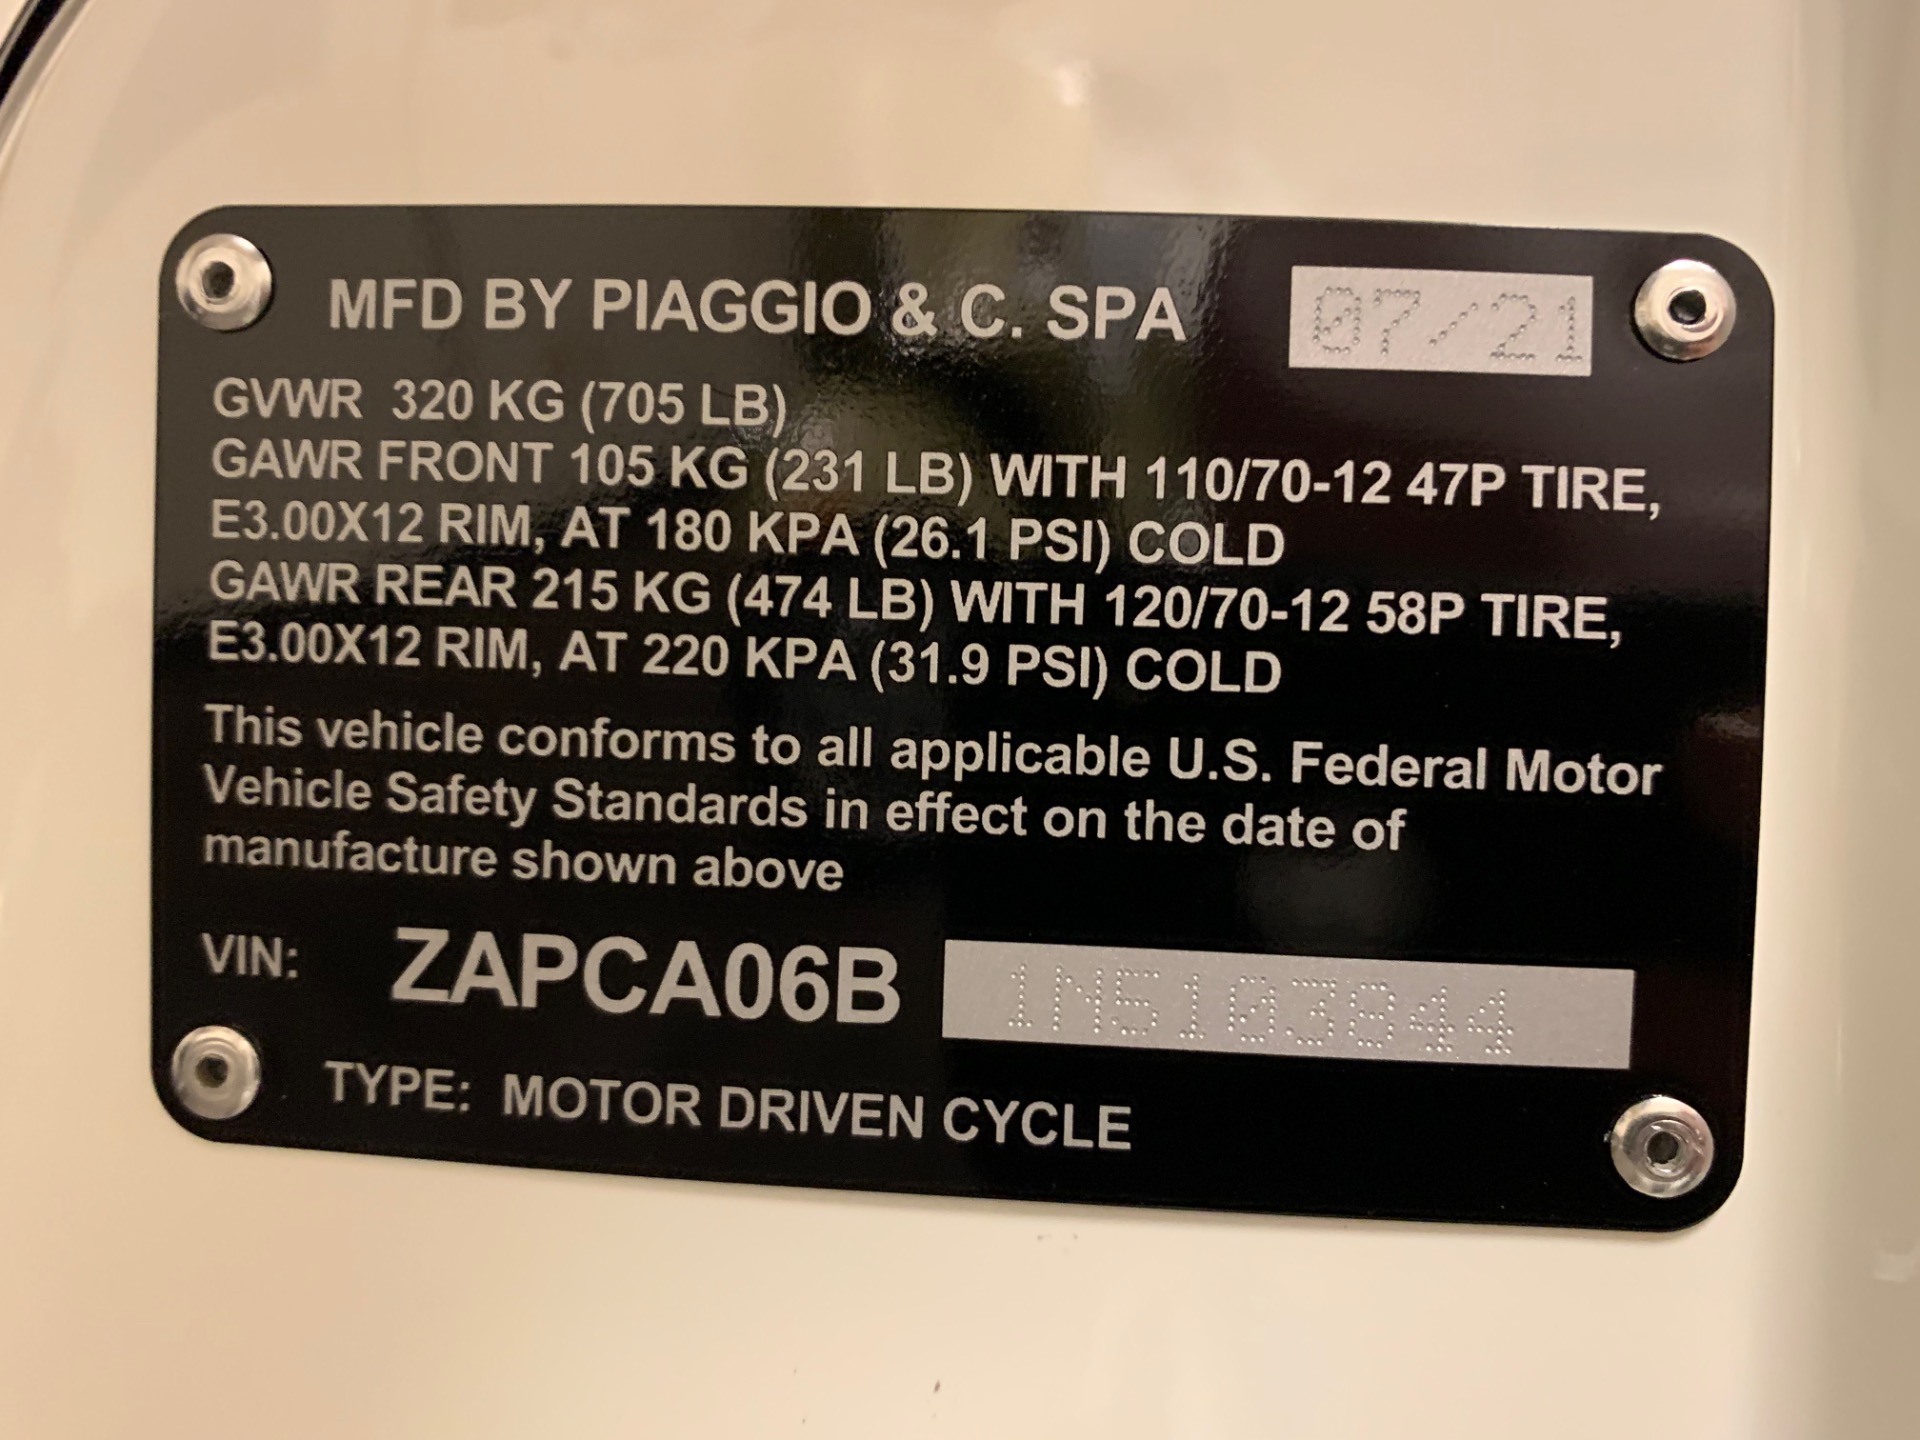 MFD BY PIAGGIO & C. SPA 07/21
GVWR 320 KG (705 LB)
GAWR FRONT 105 KG (231 LB) WITH 110/70-12 47P TIRE,
E3.00X12 RIM, AT 180 KPA (26.1 PSI) COLD
GAWR REAR 215 KG (474 LB) WITH 120/70-12 58P TIRE,
E3.00X12 RIM, AT 220 KPA (31.9 PSI) COLD
This vehicle conforms to all applicable U.S. Federal Motor
Vehicle Safety Standards in effect on the date of
manufacture shown above
VIN: ZAPCA06B 1N5103844
TYPE: MOTOR DRIVEN CYCLE